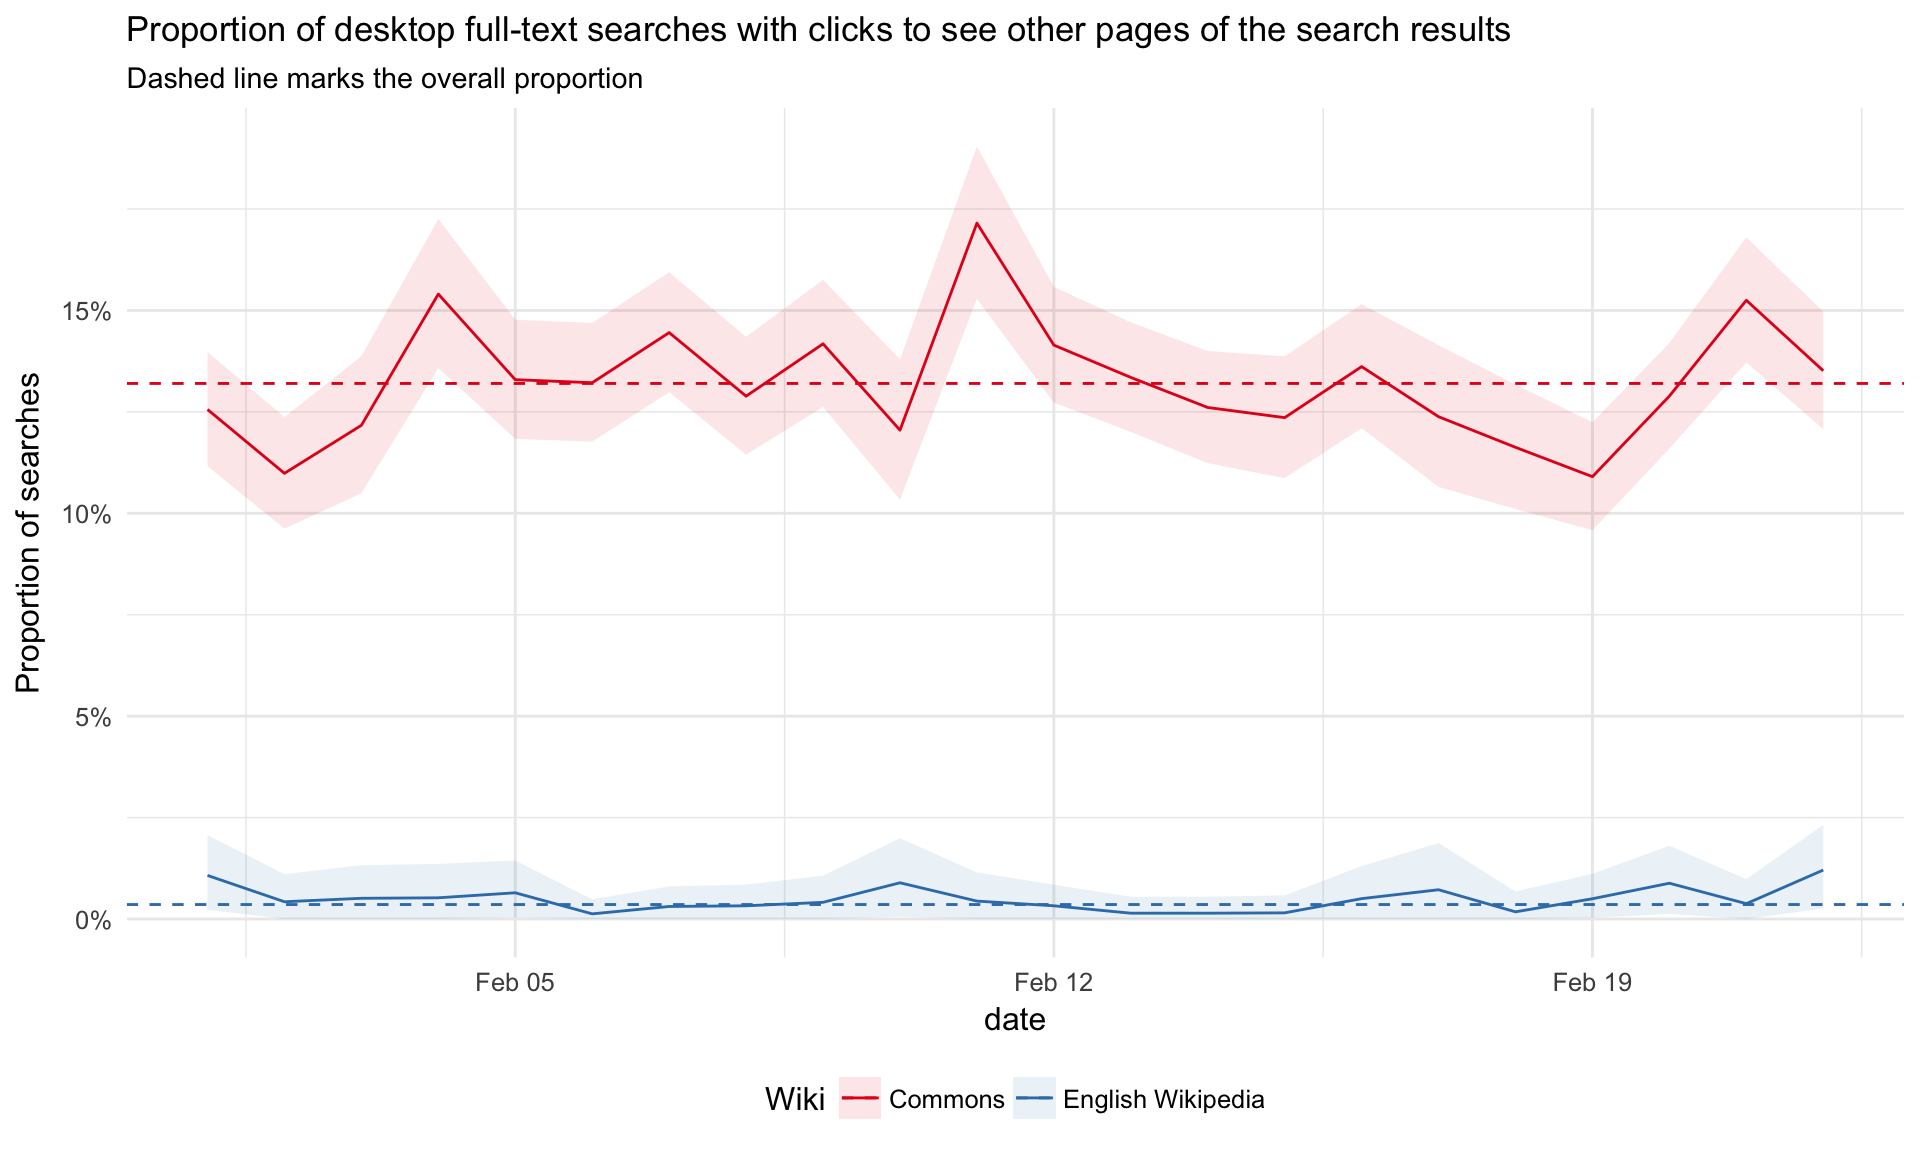 Proportion of desktop full-text searches with clicks to see other pages of the search results
Dashed line marks the overall proportion
Proportion of searches
15%
10%
5%
0%
Feb 05 Feb 12 Feb 19
date
Wiki Commons English Wikipedia